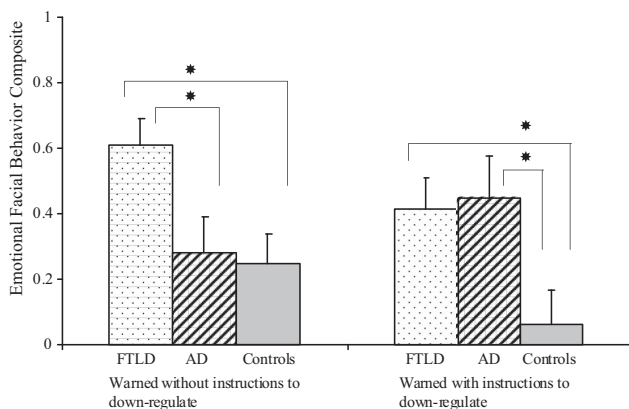 Emotional Facial Behavior Composite
1
0.8
0.6
0.4
0.2
0
FTLD AD Controls FTLD AD Controls
Warned without instructions to
down-regulate
Warned with instructions to
down-regulate